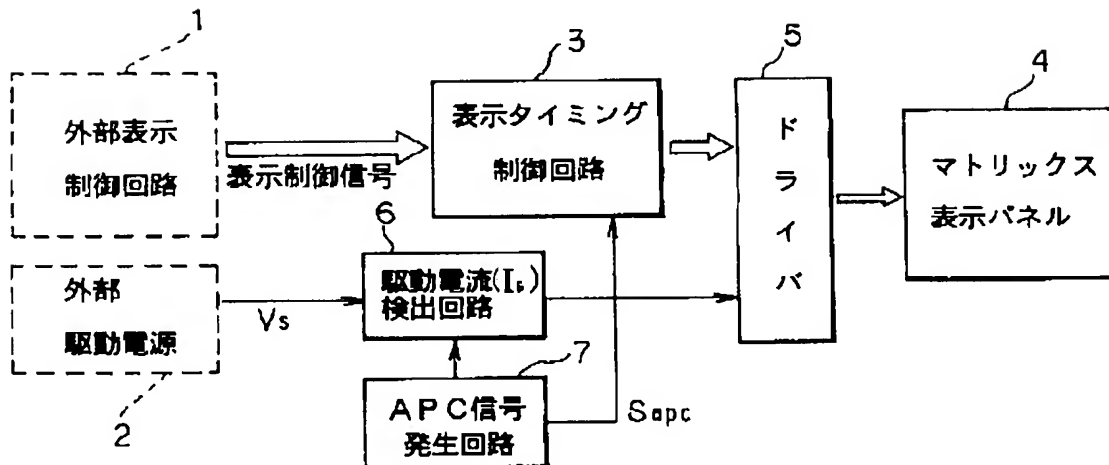 1
外部表示
制御回路
表示制御信号
3
表示タイミング
制御回路
5
ドライバ
4
マトリックス
表示パネル
外部
駆動電源
2
Vs
6
駆動電流(Is)
検出回路
7
APC信号
発生回路
Sapc